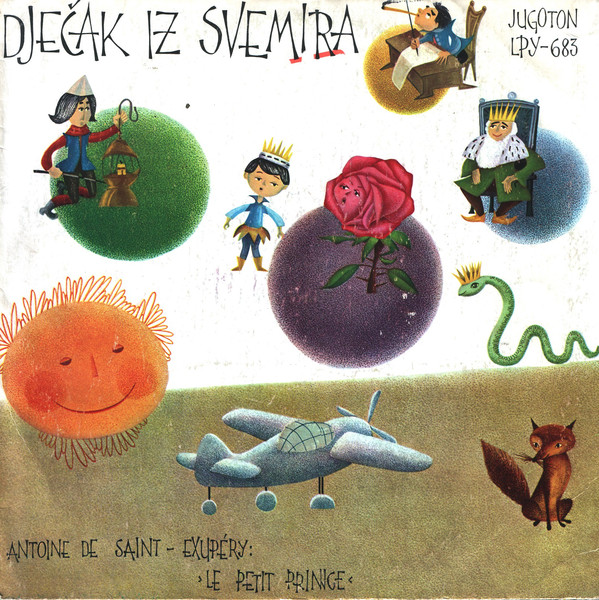 DJEČAK IZ SVEMIRA
JUGOTON
LPY-683
ANTOINE DE SAINT-EXUPÉRY:
>LE PETIT PRINCE<